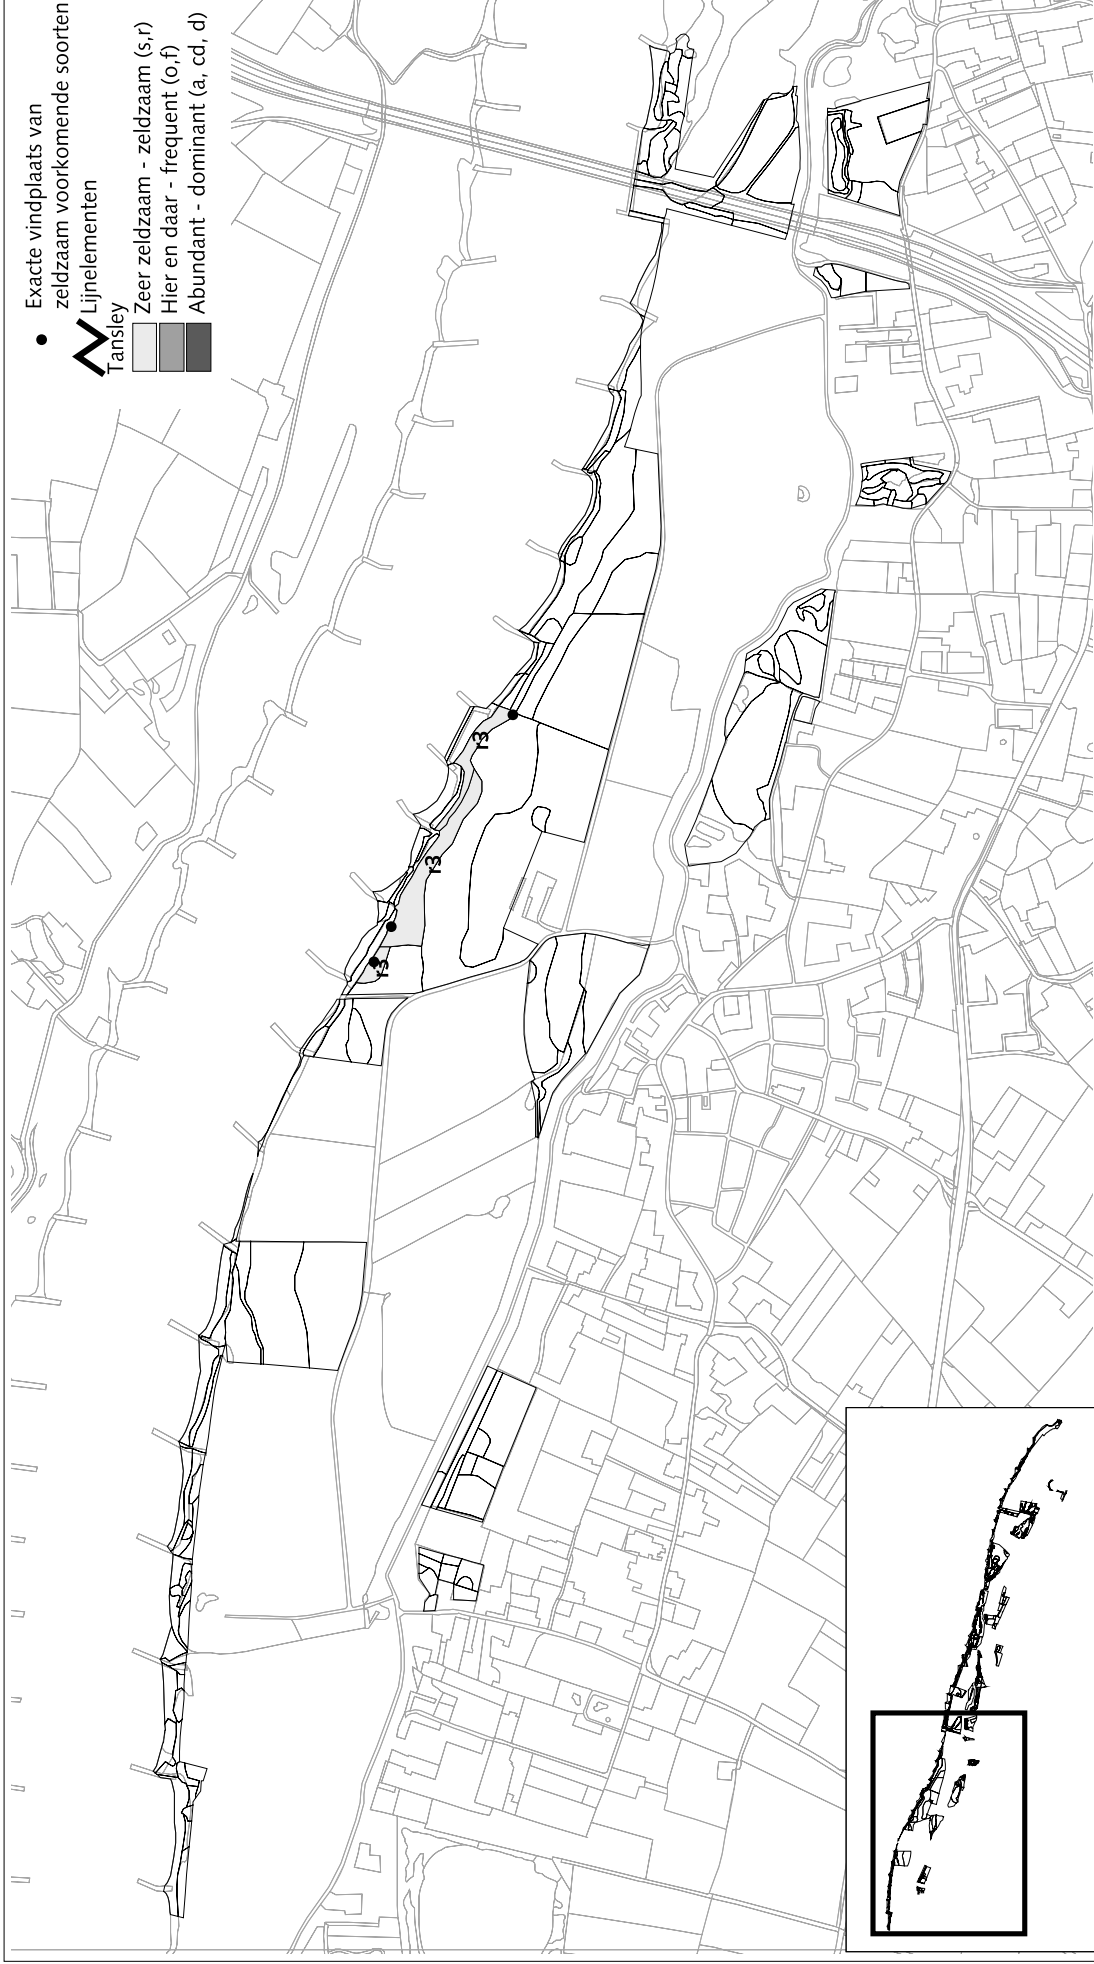 Exacte vindplaats van
zeldzaam voorkomende soorten
Lijnelementen
Tansley
Zeer zeldzaam - zeldzaam (s,r)
Hier en daar - frequent (o,f)
Abundant - dominant (a, cd, d)
r3
r3
r3